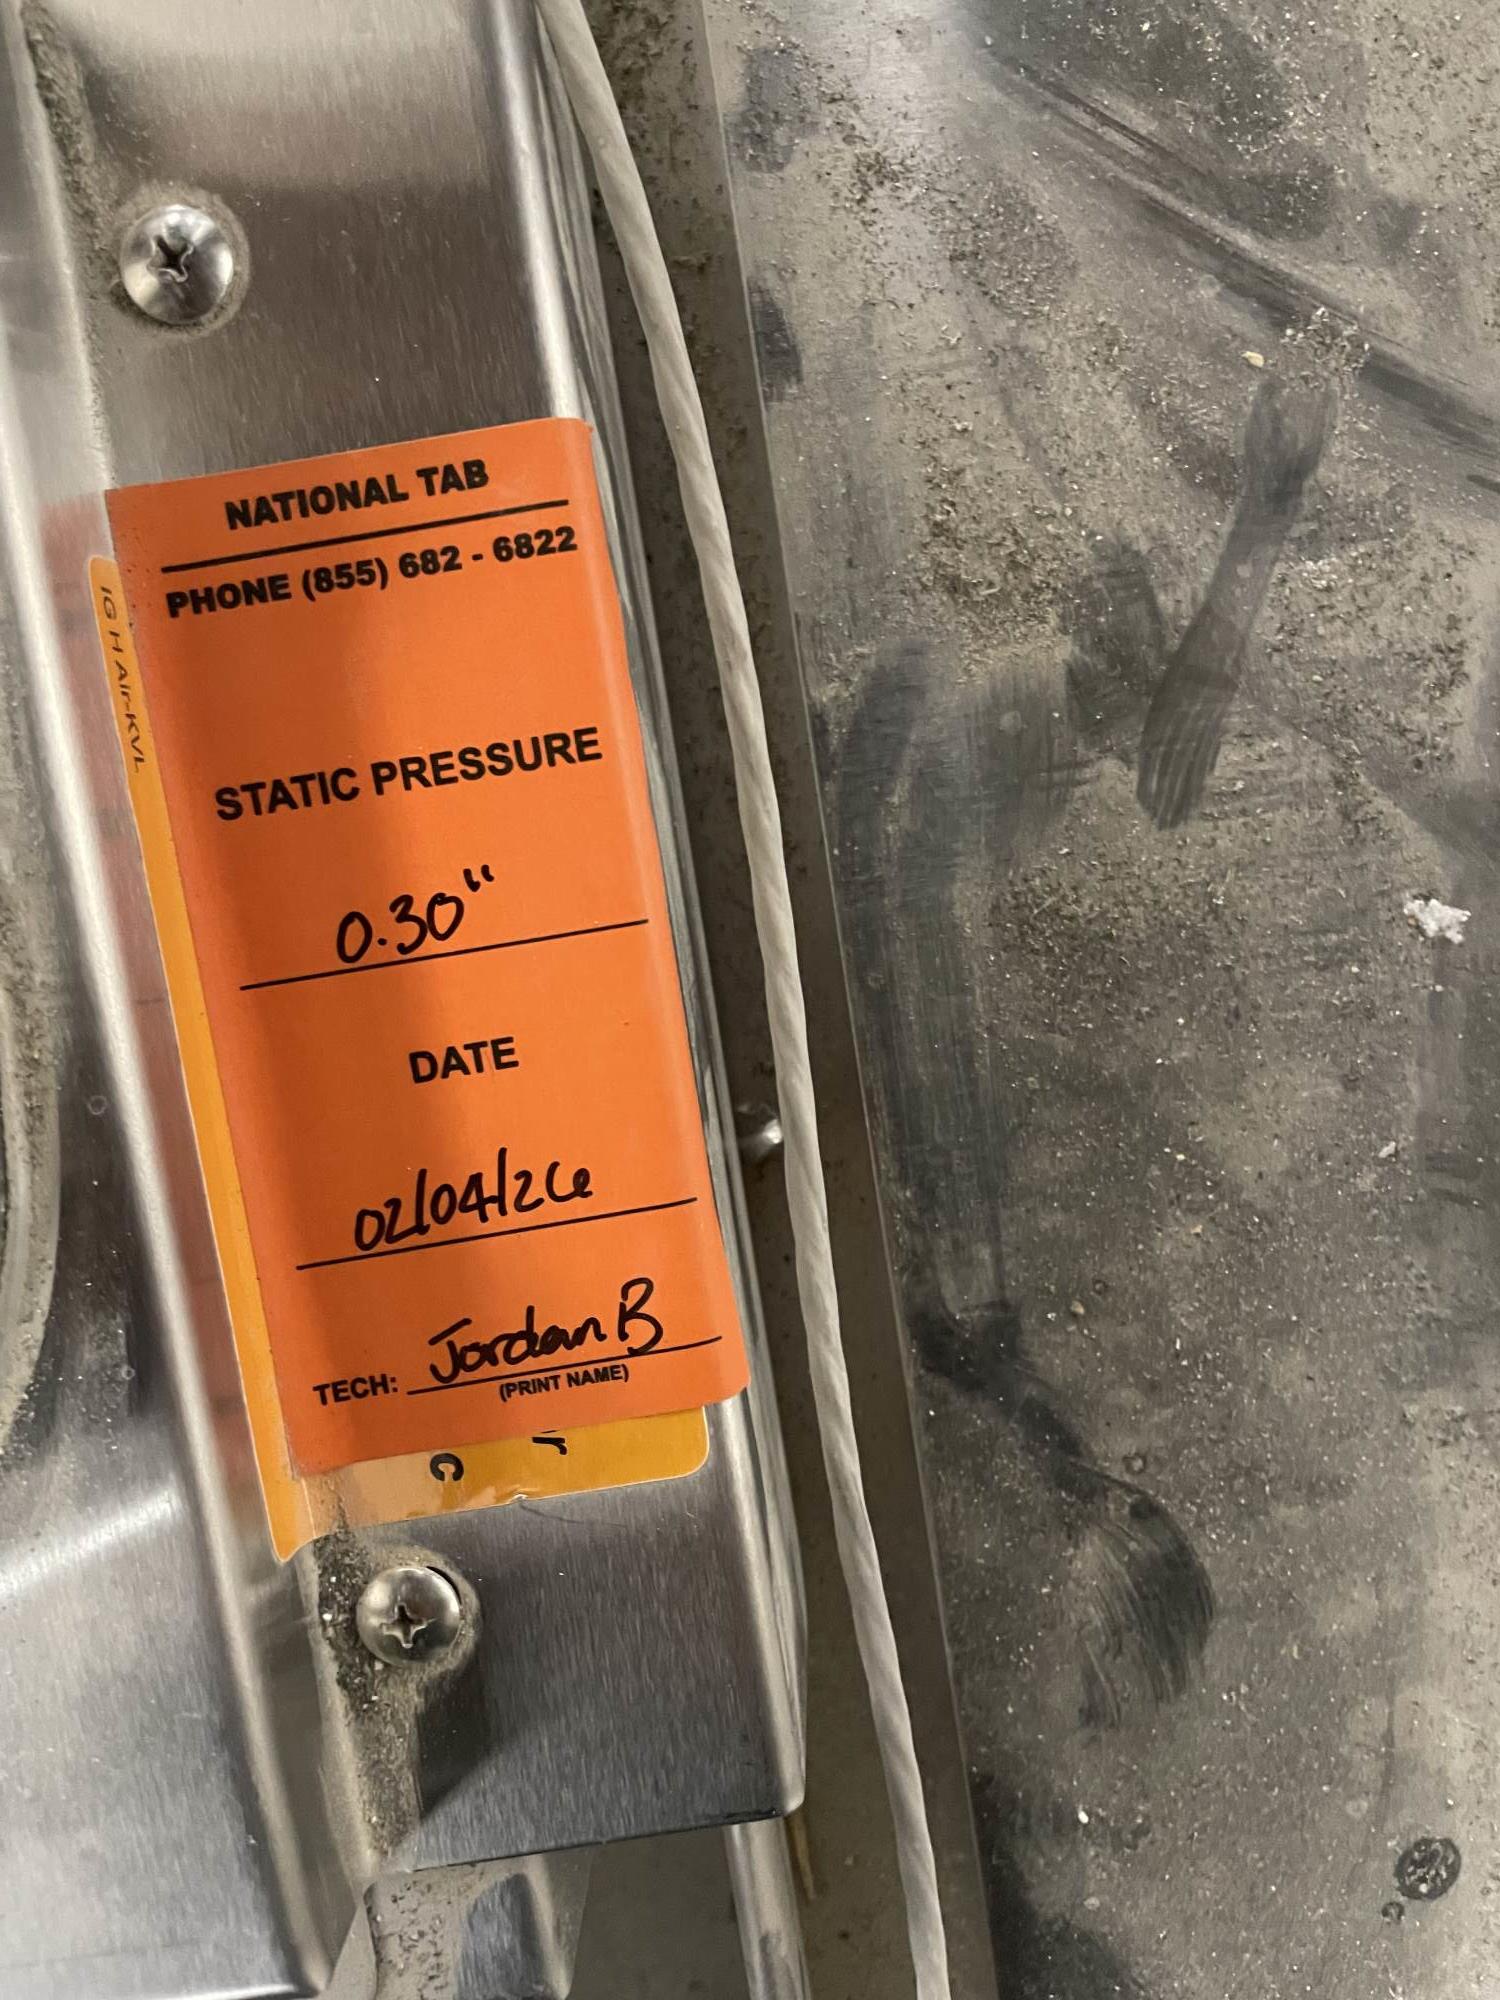 NATIONAL TAB
PHONE (855) 682 - 6822
STATIC PRESSURE
0.30"
DATE
02/04/26
TECH: Jordan B
(PRINT NAME)